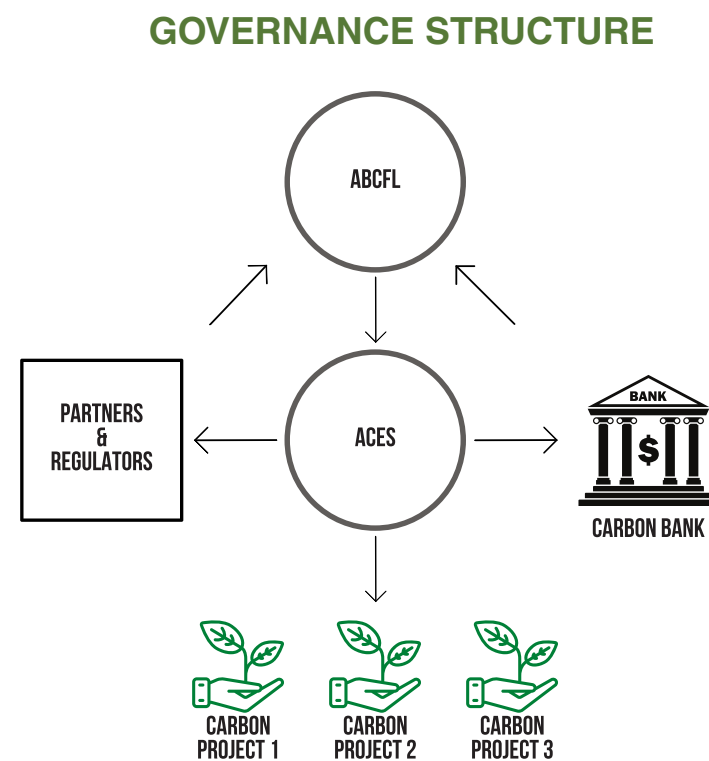 GOVERNANCE STRUCTURE
ABCFL
PARTNERS
&
REGULATORS
ACES
BANK
$
CARBON BANK
CARBON
PROJECT 1
CARBON
PROJECT 2
CARBON
PROJECT 3